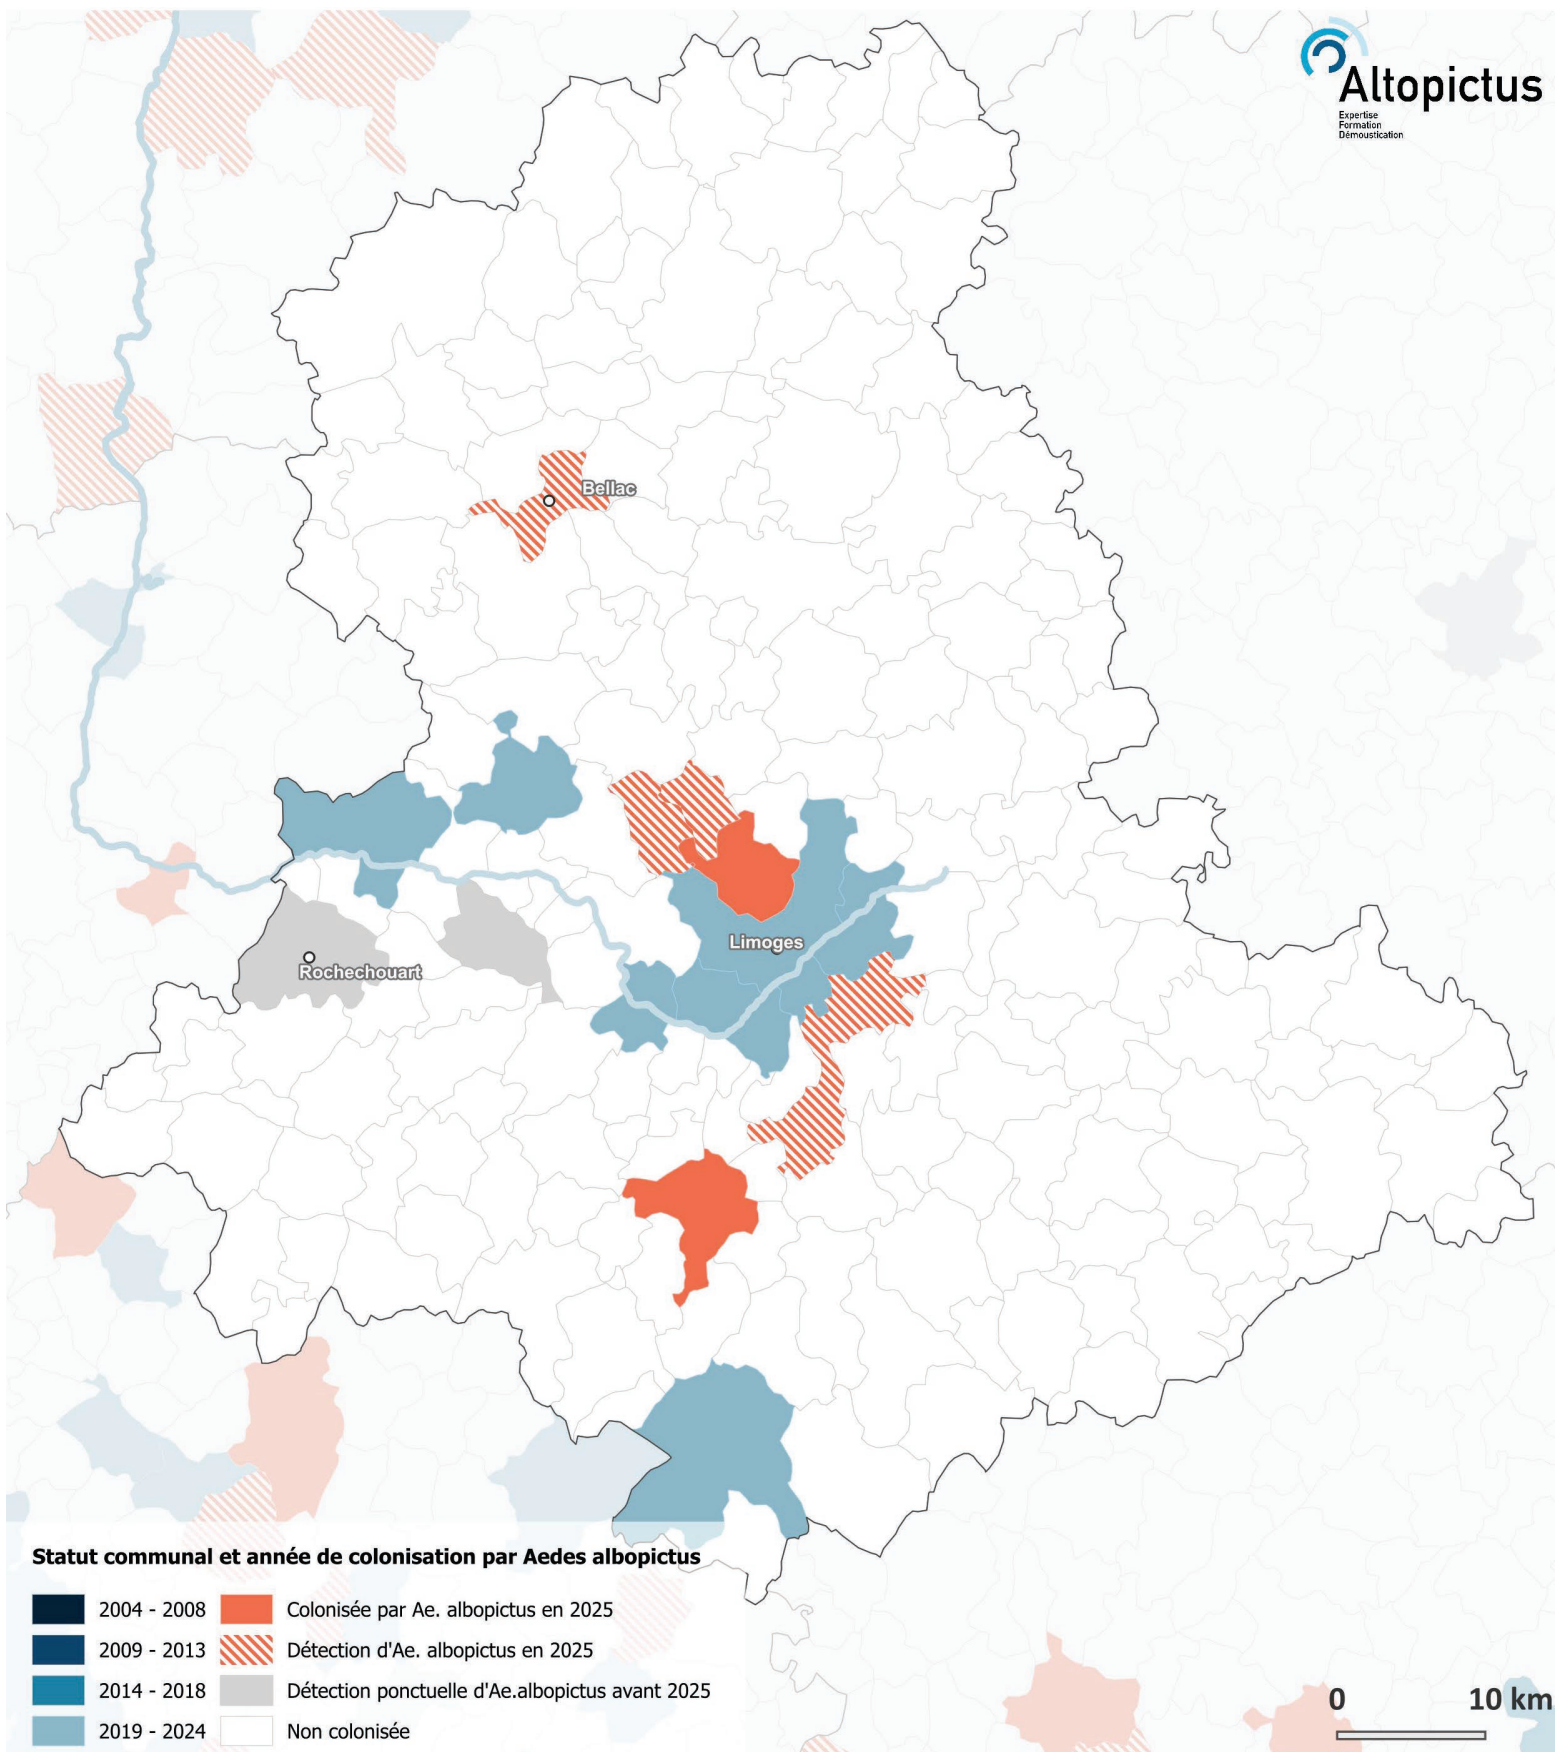 Altopictus
Expertise
Formation
Démoustication
Bellac
Limoges
Rochechouart
Statut communal et année de colonisation par Aedes albopictus
2004 - 2008
Colonisée par Ae. albopictus en 2025
2009 - 2013
Détection d'Ae. albopictus en 2025
2014 - 2018
Détection ponctuelle d'Ae.albopictus avant 2025
2019 - 2024
Non colonisée
0 10 km